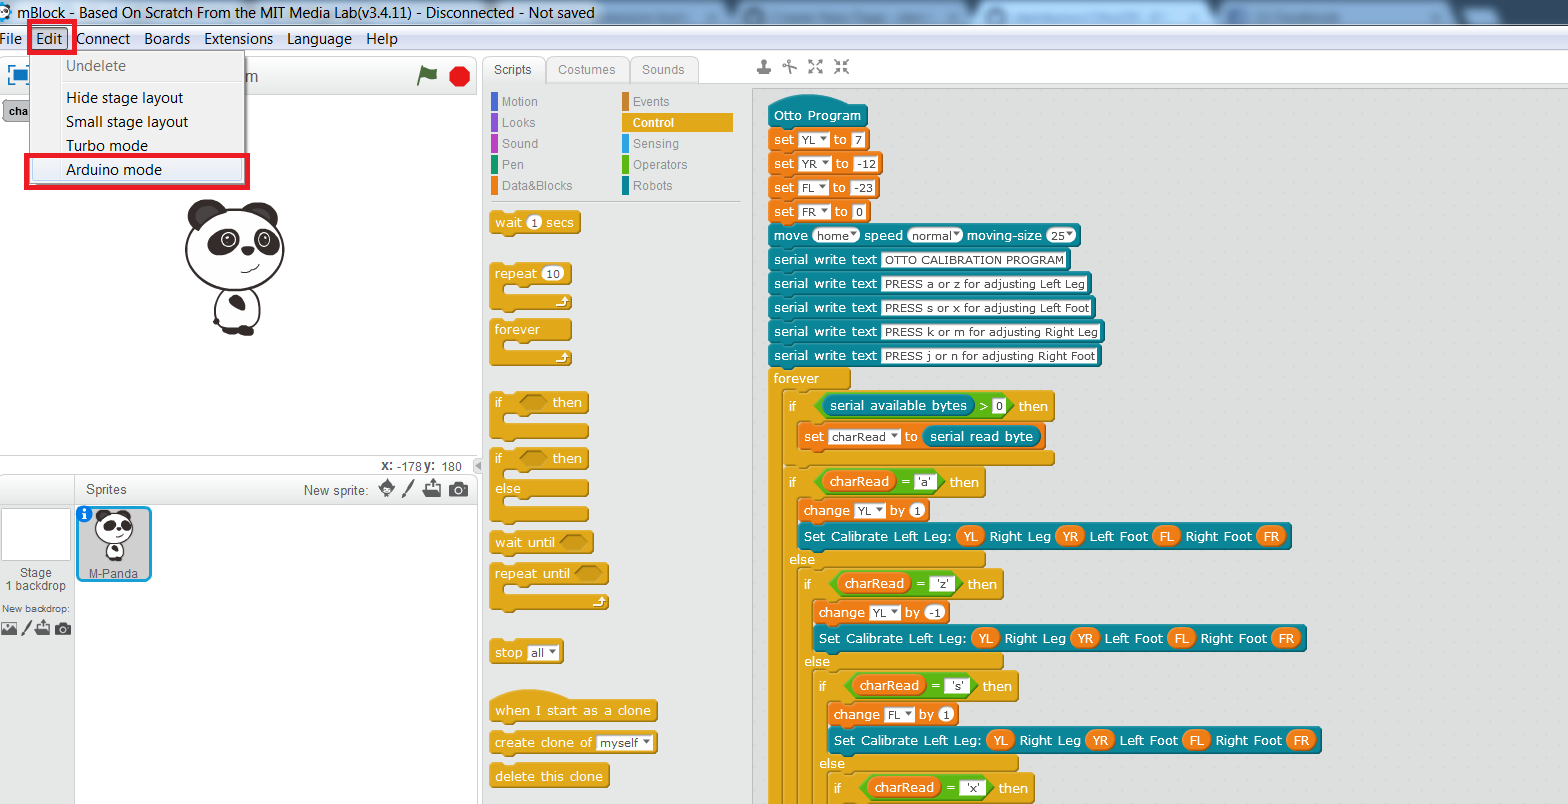 mBlock - Based On Scratch From the MIT Media Lab(v3.4.11) - Disconnected - Not saved
File Edit Connect Boards Extensions Language Help
Undelete
Hide stage layout
Small stage layout
Turbo mode
Arduino mode
m
cha
X: -178 y: 180
Sprites
New sprite:
Stage
1 backdrop
New backdrop:
i
M-Panda
Scripts Costumes Sounds
Motion Events
Looks Control
Sound Sensing
Pen Operators
Data&Blocks Robots
wait 1 secs
repeat 10
forever
if then
if then
else
wait until
repeat until
stop all
when I start as a clone
create clone of myself
delete this clone
Otto Program
set YL to 7
set YR to -12
set FL to -23
set FR to 0
move home speed normal moving-size 25
serial write text OTTO CALIBRATION PROGRAM
serial write text PRESS a or z for adjusting Left Leg
serial write text PRESS s or x for adjusting Left Foot
serial write text PRESS k or m for adjusting Right Leg
serial write text PRESS j or n for adjusting Right Foot
forever
if serial available bytes > 0 then
set charRead to serial read byte
if charRead = 'a' then
change YL by 1
Set Calibrate Left Leg: YL Right Leg YR Left Foot FL Right Foot FR
else
if charRead = 'z' then
change YL by -1
Set Calibrate Left Leg: YL Right Leg YR Left Foot FL Right Foot FR
else
if charRead = 's' then
change FL by 1
Set Calibrate Left Leg: YL Right Leg YR Left Foot FL Right Foot FR
else
if charRead = 'x' then